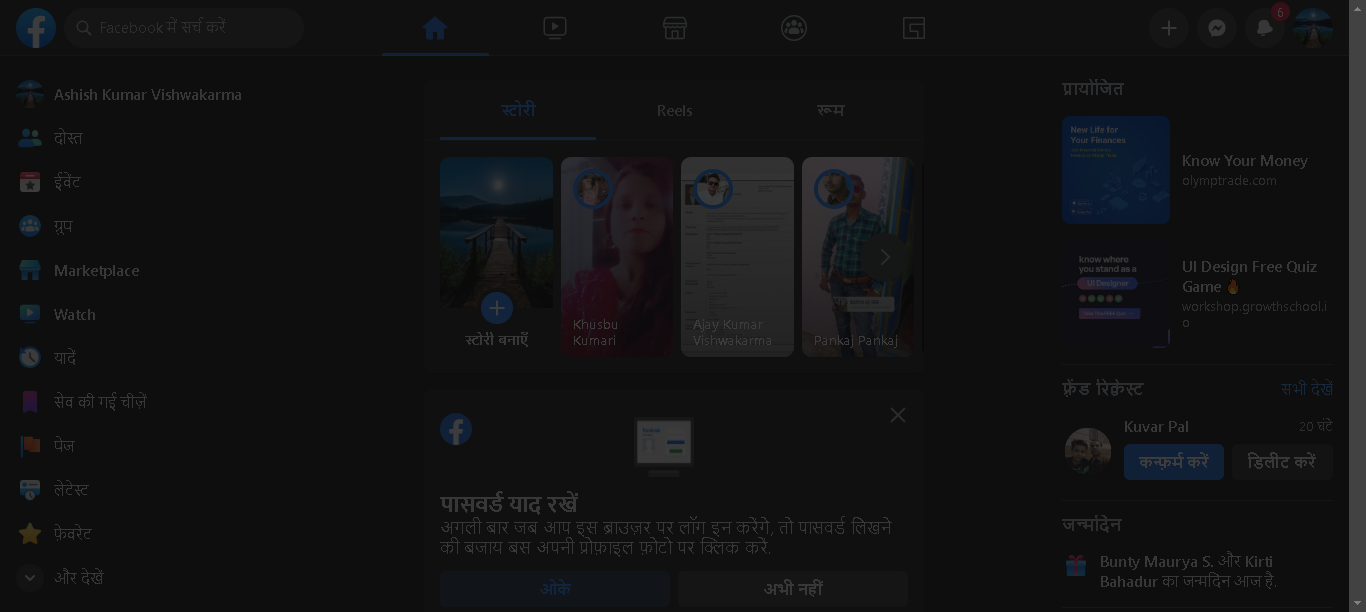 Facebook में सर्च करें
6
Ashish Kumar Vishwakarma
दोस्त
ईवेंट
ग्रुप
Marketplace
Watch
यादें
सेव की गई चीज़ें
पेज
लेटेस्ट
फ़ेवरेट
और देखें
स्टोरी
Reels
रूम
स्टोरी बनाएँ
Khusbu
Kumari
Ajay Kumar
Vishwakarma
Pankaj Pankaj
पासवर्ड याद रखें
अगली बार जब आप इस ब्राउज़र पर लॉग इन करेंगे, तो पासवर्ड लिखने
की बजाय बस अपनी प्रोफ़ाइल फ़ोटो पर क्लिक करें.
ओके
अभी नहीं
प्रायोजित
New Life for
Your Finances
Know Your Money
olymptrade.com
know where
you stand as a
UI Designer
UI Design Free Quiz
Game 🔥
workshop.growthschool.i
o
फ़्रेंड रिक्वेस्ट
सभी देखें
Kuvar Pal
20 घंटे
कन्फ़र्म करें
डिलीट करें
जन्मदिन
Bunty Maurya S. और Kirti
Bahadur का जन्मदिन आज है.